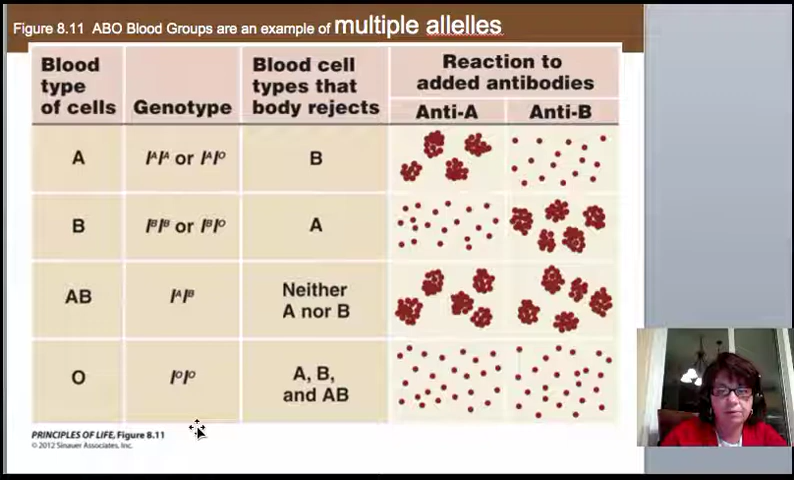 Figure 8.11 ABO Blood Groups are an example of multiple allelles
Blood type of cells
Genotype
Blood cell types that body rejects
Reaction to added antibodies
Anti-A
Anti-B
A
IᴬIᴬ or IᴬIᴼ
B
B
IᴮIᴮ or IᴮIᴼ
A
AB
IᴬIᴮ
Neither A nor B
O
IᴼIᴼ
A, B, and AB
PRINCIPLES OF LIFE, Figure 8.11
© 2012 Sinauer Associates, Inc.